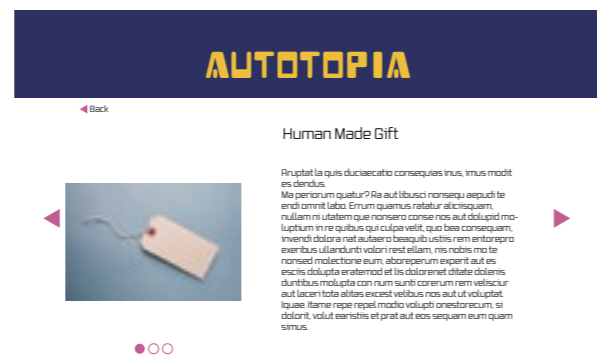 AUTOTOPIA
Back
Human Made Gift
Aruptat la quis duciaecatio consequias inus, imus modit
es dendus.
Ma periorum quatur? Ra aut libusci nonsequ aepudi te
endi omnit labo. Errum quamus ratatur aliciisquam,
nullam ni utatem que nonsero conse nos aut dolupid mo-
luptium in re quibus qui culpa velit, quo bea consequam,
invendi dolora nat autaero beaquib ustiis rem entorepro
exeribus ullandunti volori rest ellam, nis nobis mo te
nonsed molectione eum, aboreperum experit aut es
esciis dolupta eratemod et lis dolorenet ditate dolenis
duntibus molupta con num sunti corerum rem velisciur
aut laceri tota alitas excest velibus nos aut ut voluptat.
Iquae. Itame repe repel modio volupti onestorecum, si
dolorit, volut earistiis et prat aut eos sequam eum quam
simus.